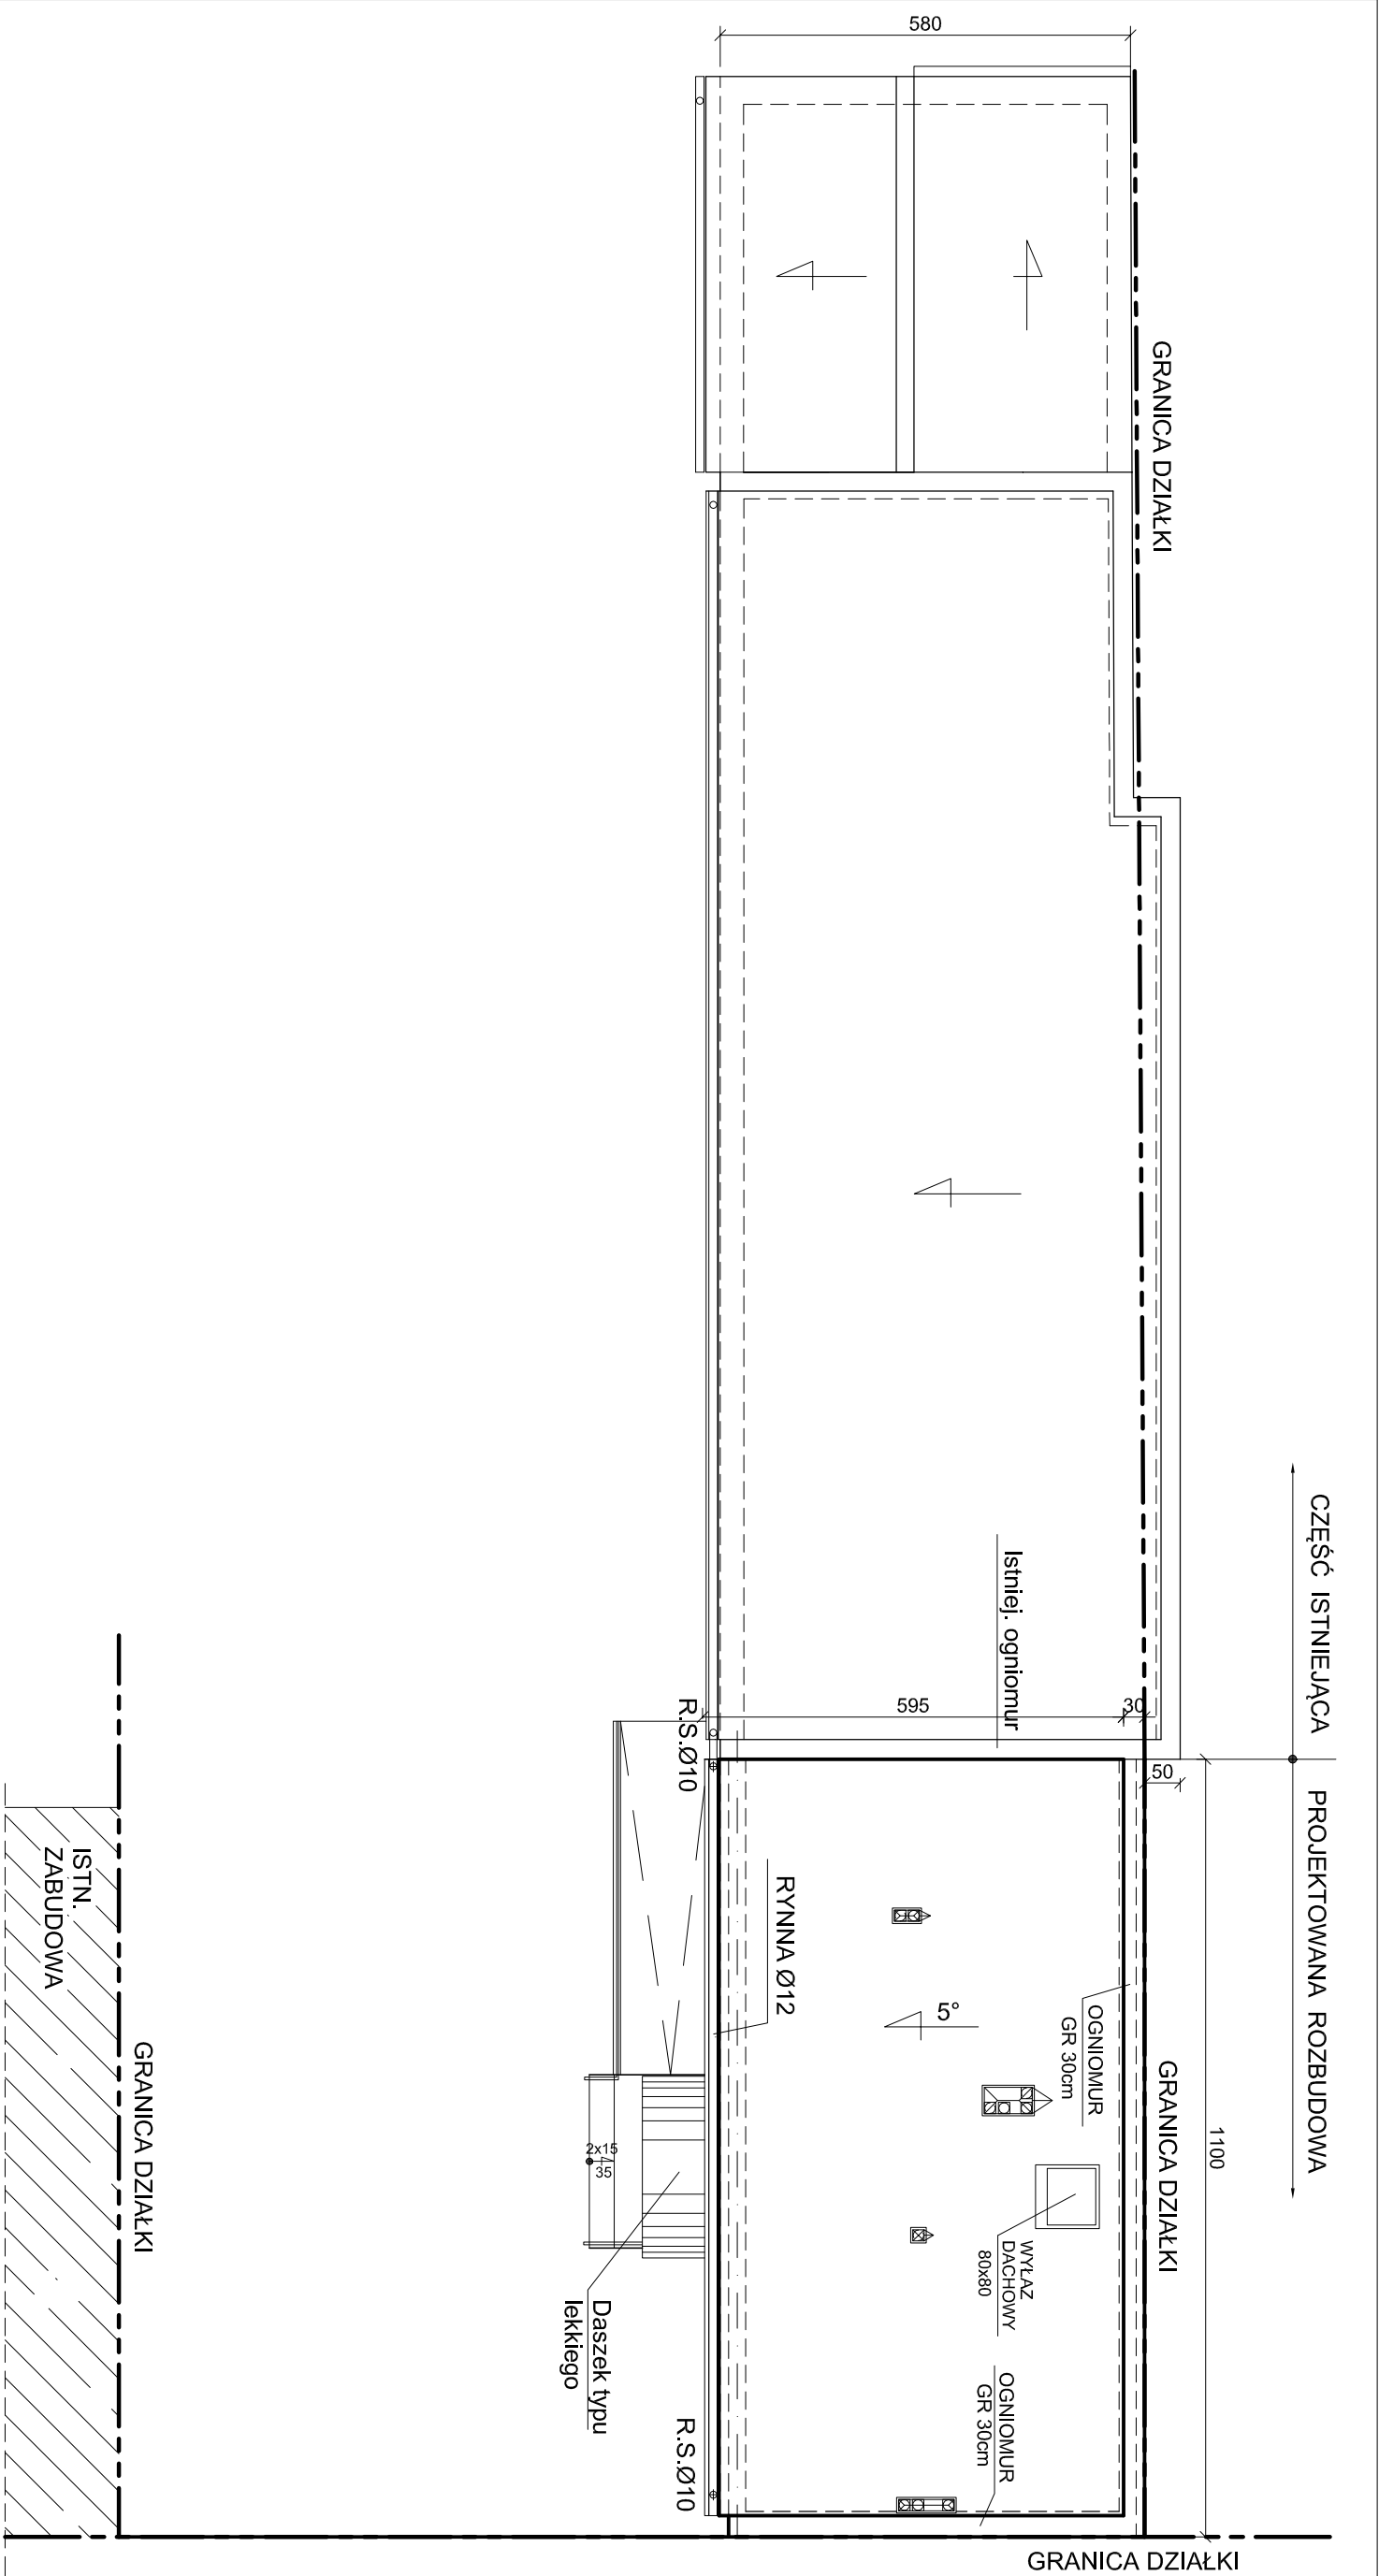 580
GRANICA DZIAŁKI
CZĘŚĆ ISTNIEJĄCA
PROJEKTOWANA ROZBUDOWA
Istniej. ogniomur
595
30
50
R.S.Ø10
RYNNA Ø12
5°
OGNIOMUR
GR 30cm
GRANICA DZIAŁKI
1100
WYŁAZ
DACHOWY
80x80
OGNIOMUR
GR 30cm
2x15
35
Daszek typu
lekkiego
R.S.Ø10
ISTN.
ZABUDOWA
GRANICA DZIAŁKI
GRANICA DZIAŁKI